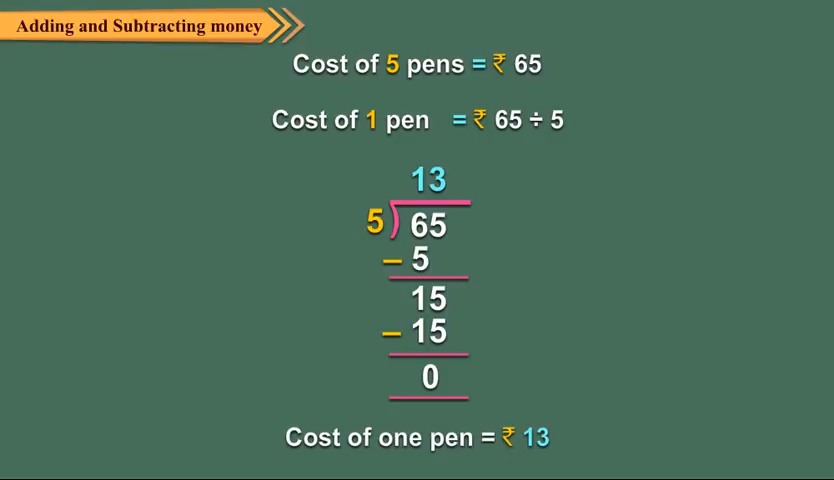 Adding and Subtracting money
Cost of 5 pens = ₹ 65
Cost of 1 pen = ₹ 65 ÷ 5
13
5 ) 65
– 5
15
– 15
0
Cost of one pen = ₹ 13